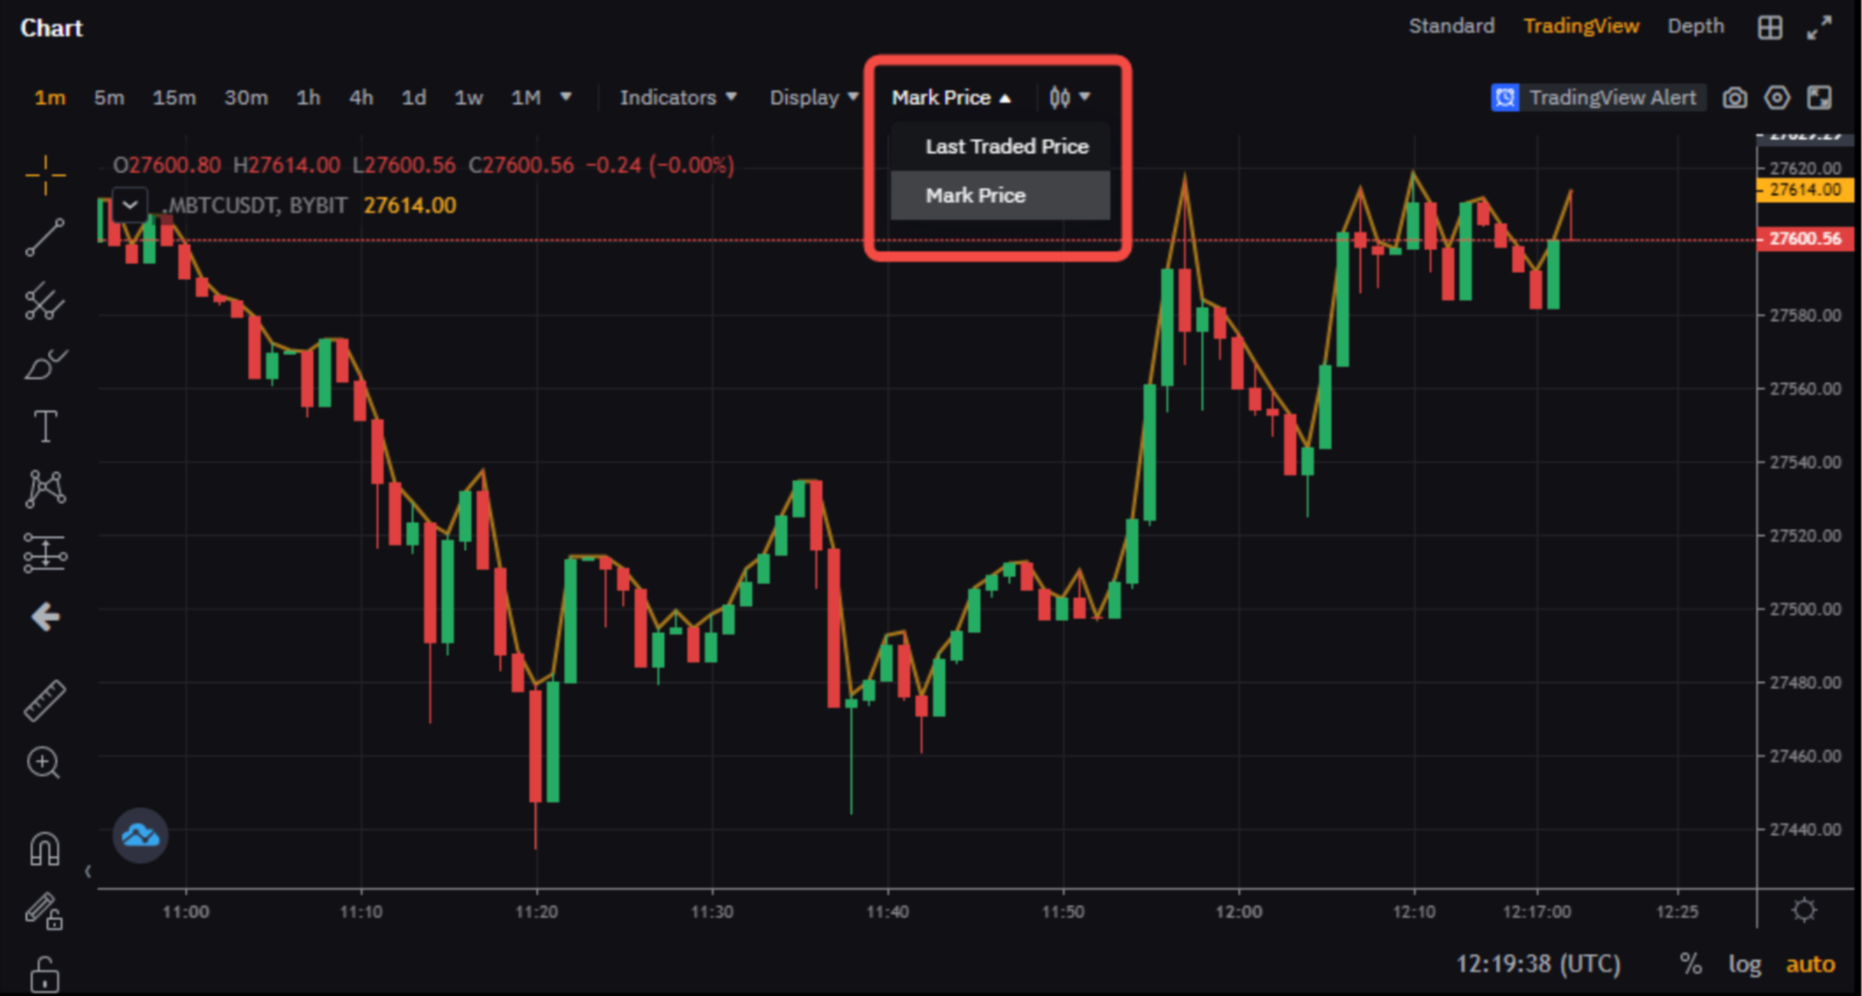 Chart
Standard TradingView Depth
1m 5m 15m 30m 1h 4h 1d 1w 1M Indicators Display Mark Price TradingView Alert
Last Traded Price
Mark Price
O27600.80 H27614.00 L27600.56 C27600.56 −0.24 (−0.00%)
.MBTCUSDT, BYBIT 27614.00
27620.00
27614.00
27600.56
27580.00
27560.00
27540.00
27520.00
27500.00
27480.00
27460.00
27440.00
11:00 11:10 11:20 11:30 11:40 11:50 12:00 12:10 12:17:00 12:25
12:19:38 (UTC) % log auto